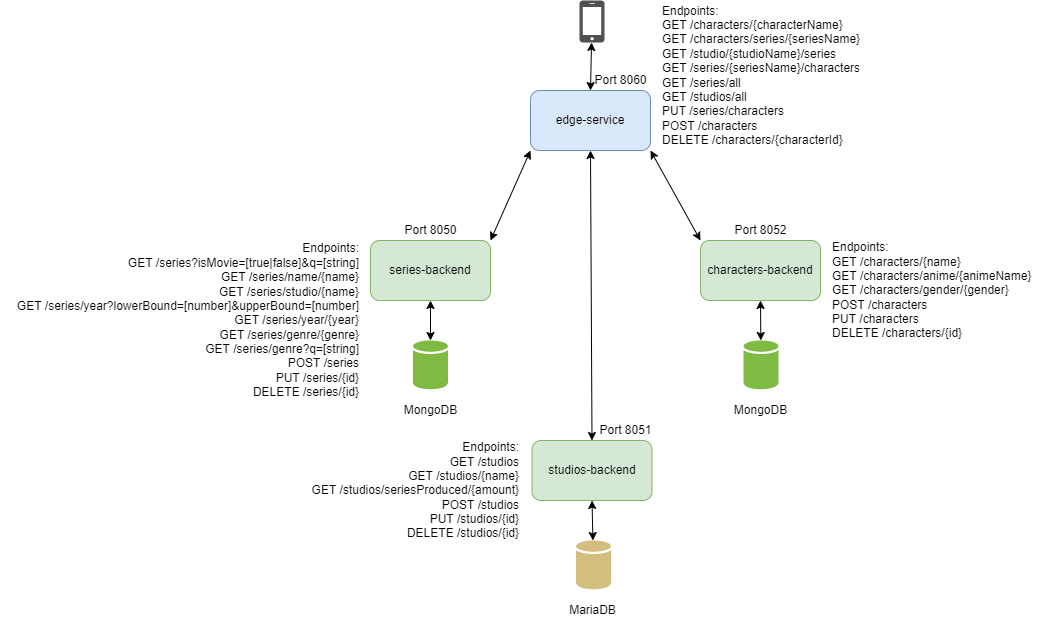 Endpoints:
GET /characters/{characterName}
GET /characters/series/{seriesName}
GET /studio/{studioName}/series
GET /series/{seriesName}/characters
GET /series/all
GET /studios/all
PUT /series/characters
POST /characters
DELETE /characters/{characterId}
Port 8060
edge-service
Port 8050
series-backend
Endpoints:
GET /series?isMovie=[true|false]&q=[string]
GET /series/name/{name}
GET /series/studio/{name}
GET /series/year?lowerBound=[number]&upperBound=[number]
GET /series/year/{year}
GET /series/genre/{genre}
GET /series/genre?q=[string]
POST /series
PUT /series/{id}
DELETE /series/{id}
MongoDB
Port 8052
characters-backend
Endpoints:
GET /characters/{name}
GET /characters/anime/{animeName}
GET /characters/gender/{gender}
POST /characters
PUT /characters
DELETE /characters/{id}
MongoDB
Port 8051
studios-backend
Endpoints:
GET /studios
GET /studios/{name}
GET /studios/seriesProduced/{amount}
POST /studios
PUT /studios/{id}
DELETE /studios/{id}
MariaDB